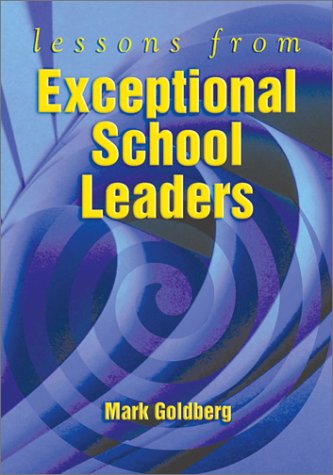 lessons from
Exceptional
School
Leaders
Mark Goldberg